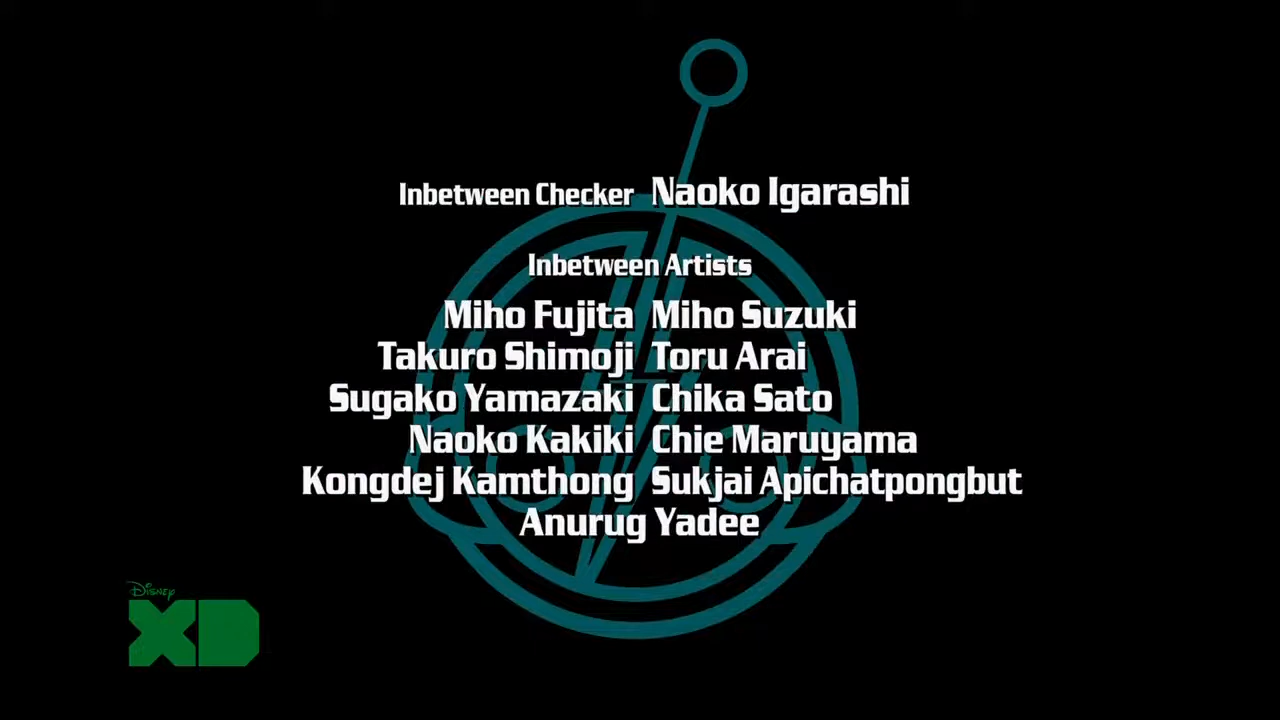 Inbetween Checker Naoko Igarashi
Inbetween Artists
Miho Fujita Miho Suzuki
Takuro Shimoji Toru Arai
Sugako Yamazaki Chika Sato
Naoko Kakiki Chie Maruyama
Kongdej Kamthong Sukjai Apichatpongbut
Anurug Yadee
Disney
XD